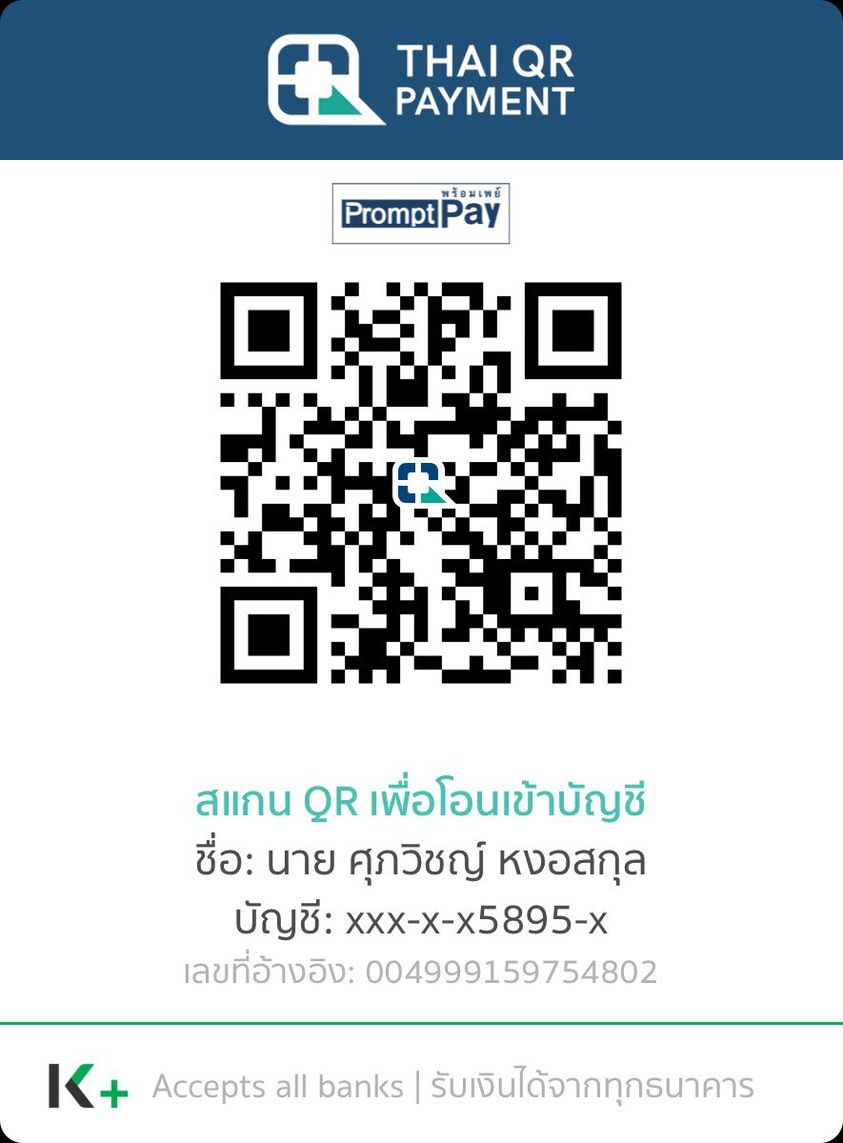 THAI QR
PAYMENT
พร้อมเพย์
PromptPay
สแกน QR เพื่อโอนเข้าบัญชี
ชื่อ: นาย ศุภวิชญ์ หงอสกุล
บัญชี: xxx-x-x5895-x
เลขที่อ้างอิง: 004999159754802
K+ Accepts all banks | รับเงินได้จากทุกธนาคาร